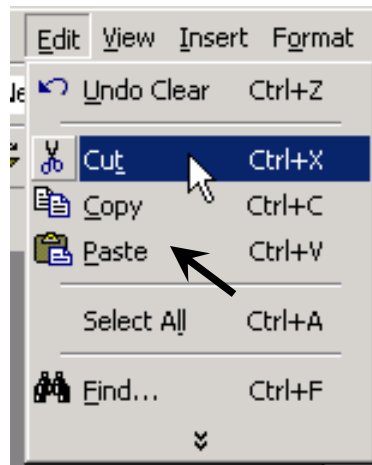 Edit View Insert Format
Undo Clear Ctrl+Z
Cut Ctrl+X
Copy Ctrl+C
Paste Ctrl+V
Select All Ctrl+A
Find... Ctrl+F